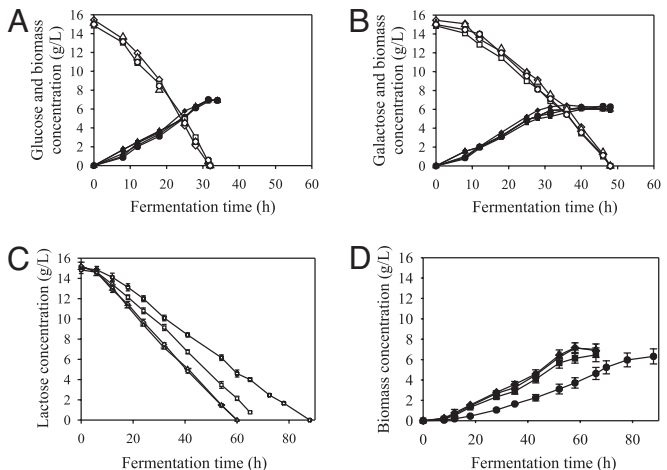 A
Glucose and biomass
concentration (g/L)
16
14
12
10
8
6
4
2
0
0 10 20 30 40 50 60
Fermentation time (h)
B
Galactose and biomass
concentration (g/L)
16
14
12
10
8
6
4
2
0
0 10 20 30 40 50 60
Fermentation time (h)
C
Lactose concentration (g/L)
16
14
12
10
8
6
4
2
0
0 20 40 60 80
Fermentation time (h)
D
Biomass concentration (g/L)
16
14
12
10
8
6
4
2
0
0 20 40 60 80
Fermentation time (h)